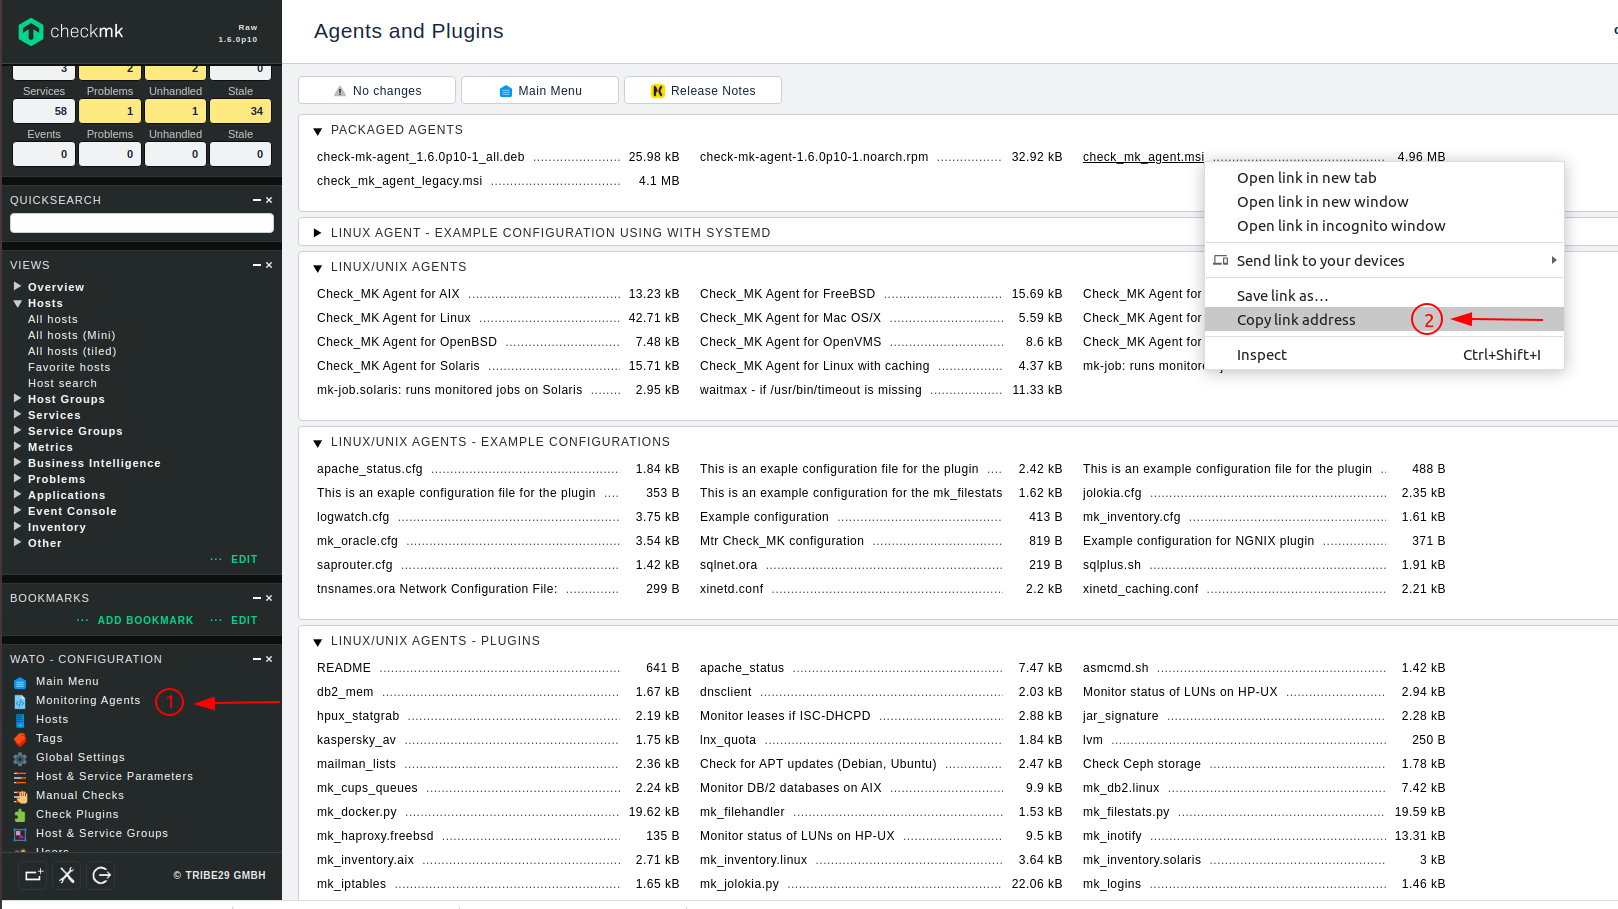 checkmk
Raw
1.6.0p10
3 2 2 0
Services Problems Unhandled Stale
58 1 1 34
Events Problems Unhandled Stale
0 0 0 0
QUICKSEARCH
VIEWS
Overview
Hosts
All hosts
All hosts (Mini)
All hosts (tiled)
Favorite hosts
Host search
Host Groups
Services
Service Groups
Metrics
Business Intelligence
Problems
Applications
Event Console
Inventory
Other
··· EDIT
BOOKMARKS
··· ADD BOOKMARK ··· EDIT
WATO - CONFIGURATION
Main Menu
Monitoring Agents 1
Hosts
Tags
Global Settings
Host & Service Parameters
Manual Checks
Check Plugins
Host & Service Groups
Users
© TRIBE29 GMBH
Agents and Plugins
No changes Main Menu Release Notes
PACKAGED AGENTS
check-mk-agent_1.6.0p10-1_all.deb 25.98 kB check-mk-agent-1.6.0p10-1.noarch.rpm 32.92 kB check_mk_agent.msi 4.96 MB
check_mk_agent_legacy.msi 4.1 MB
LINUX AGENT - EXAMPLE CONFIGURATION USING WITH SYSTEMD
LINUX/UNIX AGENTS
Check_MK Agent for AIX 13.23 kB Check_MK Agent for FreeBSD 15.69 kB Check_MK Agent for
Check_MK Agent for Linux 42.71 kB Check_MK Agent for Mac OS/X 5.59 kB Check_MK Agent for
Check_MK Agent for OpenBSD 7.48 kB Check_MK Agent for OpenVMS 8.6 kB Check_MK Agent for
Check_MK Agent for Solaris 15.71 kB Check_MK Agent for Linux with caching 4.37 kB mk-job: runs monitored
mk-job.solaris: runs monitored jobs on Solaris 2.95 kB waitmax - if /usr/bin/timeout is missing 11.33 kB
Open link in new tab
Open link in new window
Open link in incognito window
Send link to your devices
Save link as…
Copy link address 2
Inspect Ctrl+Shift+I
LINUX/UNIX AGENTS - EXAMPLE CONFIGURATIONS
apache_status.cfg 1.84 kB This is an exaple configuration file for the plugin 2.42 kB This is an example configuration file for the plugin 488 B
This is an exaple configuration file for the plugin 353 B This is an example configuration for the mk_filestats 1.62 kB jolokia.cfg 2.35 kB
logwatch.cfg 3.75 kB Example configuration 413 B mk_inventory.cfg 1.61 kB
mk_oracle.cfg 3.54 kB Mtr Check_MK configuration 819 B Example configuration for NGNIX plugin 371 B
saprouter.cfg 1.42 kB sqlnet.ora 219 B sqlplus.sh 1.91 kB
tnsnames.ora Network Configuration File: 299 B xinetd.conf 2.2 kB xinetd_caching.conf 2.21 kB
LINUX/UNIX AGENTS - PLUGINS
README 641 B apache_status 7.47 kB asmcmd.sh 1.42 kB
db2_mem 1.67 kB dnsclient 2.03 kB Monitor status of LUNs on HP-UX 2.94 kB
hpux_statgrab 2.19 kB Monitor leases if ISC-DHCPD 2.88 kB jar_signature 2.28 kB
kaspersky_av 1.75 kB lnx_quota 1.84 kB lvm 250 B
mailman_lists 2.36 kB Check for APT updates (Debian, Ubuntu) 2.47 kB Check Ceph storage 1.78 kB
mk_cups_queues 2.24 kB Monitor DB/2 databases on AIX 9.9 kB mk_db2.linux 7.42 kB
mk_docker.py 19.62 kB mk_filehandler 1.53 kB mk_filestats.py 19.59 kB
mk_haproxy.freebsd 135 B Monitor status of LUNs on HP-UX 9.5 kB mk_inotify 13.31 kB
mk_inventory.aix 2.71 kB mk_inventory.linux 3.64 kB mk_inventory.solaris 3 kB
mk_iptables 1.65 kB mk_jolokia.py 22.06 kB mk_logins 1.46 kB